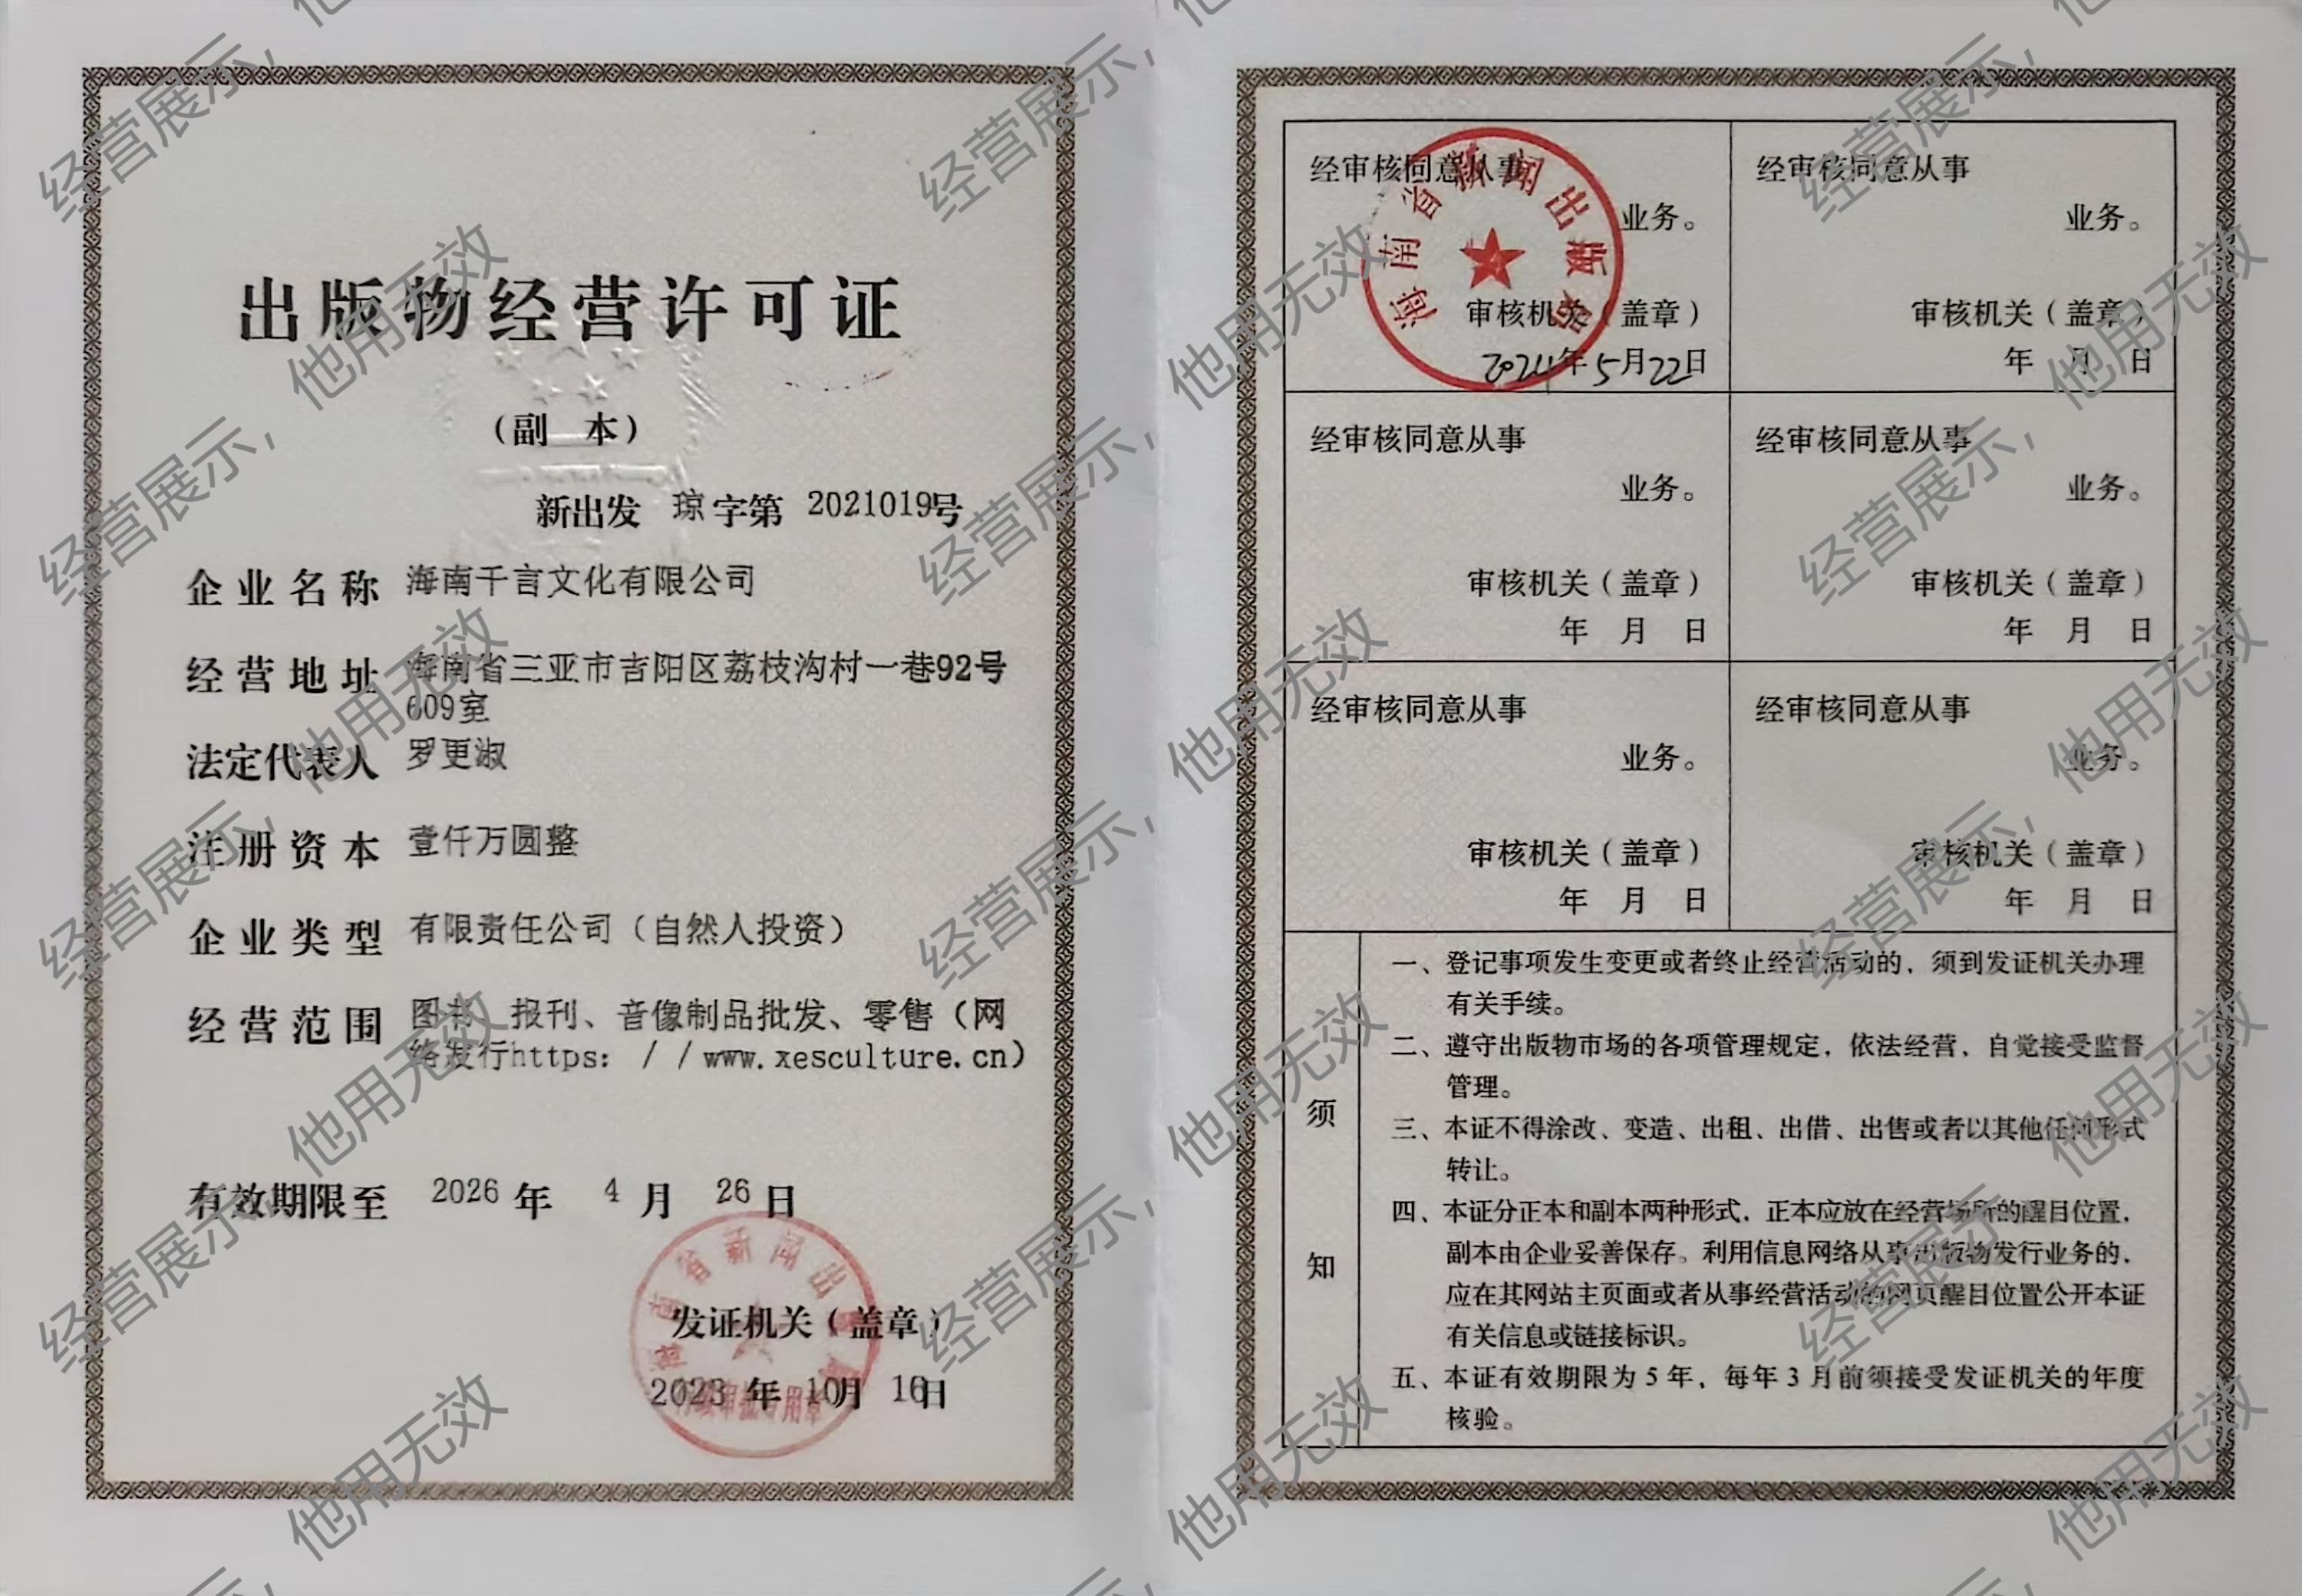 出版物经营许可证
（副 本）
新出发 琼字第 2021019号
企业名称 海南千言文化有限公司
经营地址 海南省三亚市吉阳区荔枝沟村一巷92号
609室
法定代表人 罗更淑
注册资本 壹仟万圆整
企业类型 有限责任公司（自然人投资）
经营范围 图书、报刊、音像制品批发、零售（网
络发行https：//www.xesculture.cn）
有效期限至 2026 年 4 月 26 日
发证机关（盖章）
2023 年 10月 16日
海南省新闻出版局
经审核同意从事
业务。
审核机关（盖章）
2024年5月22日
海南省新闻出版局
经审核同意从事
业务。
审核机关（盖章）
年 月 日
经审核同意从事
业务。
审核机关（盖章）
年 月 日
经审核同意从事
业务。
审核机关（盖章）
年 月 日
经审核同意从事
业务。
审核机关（盖章）
年 月 日
经审核同意从事
业务。
审核机关（盖章）
年 月 日
须知
一、登记事项发生变更或者终止经营活动的，须到发证机关办理
有关手续。
二、遵守出版物市场的各项管理规定，依法经营，自觉接受监督
管理。
三、本证不得涂改、变造、出租、出借、出售或者以其他任何形式
转让。
四、本证分正本和副本两种形式，正本应放在经营场所的醒目位置，
副本由企业妥善保存。利用信息网络从事出版物发行业务的，
应在其网站主页面或者从事经营活动的网页醒目位置公开本证
有关信息或链接标识。
五、本证有效期限为5年，每年3月前须接受发证机关的年度
核验。
经营展示，他用无效